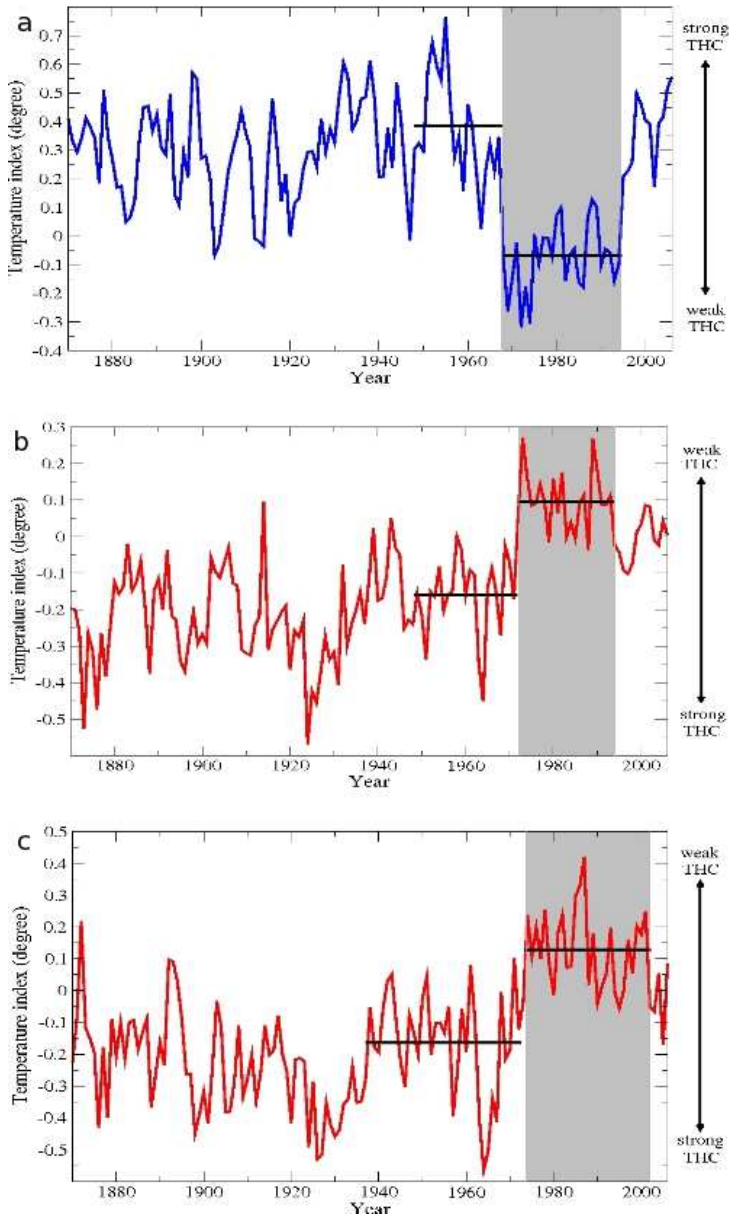 a
0.7
0.6
0.5
0.4
0.3
0.2
0.1
0
-0.1
-0.2
-0.3
-0.4
Temperature index (degree)
1880 1900 1920 1940 1960 1980 2000
Year
strong
THC
weak
THC
b
0.3
0.2
0.1
0
-0.1
-0.2
-0.3
-0.4
-0.5
Temperature index (degree)
1880 1900 1920 1940 1960 1980 2000
Year
weak
THC
strong
THC
c
0.5
0.4
0.3
0.2
0.1
0
-0.1
-0.2
-0.3
-0.4
-0.5
Temperature index (degree)
1880 1900 1920 1940 1960 1980 2000
Year
weak
THC
strong
THC